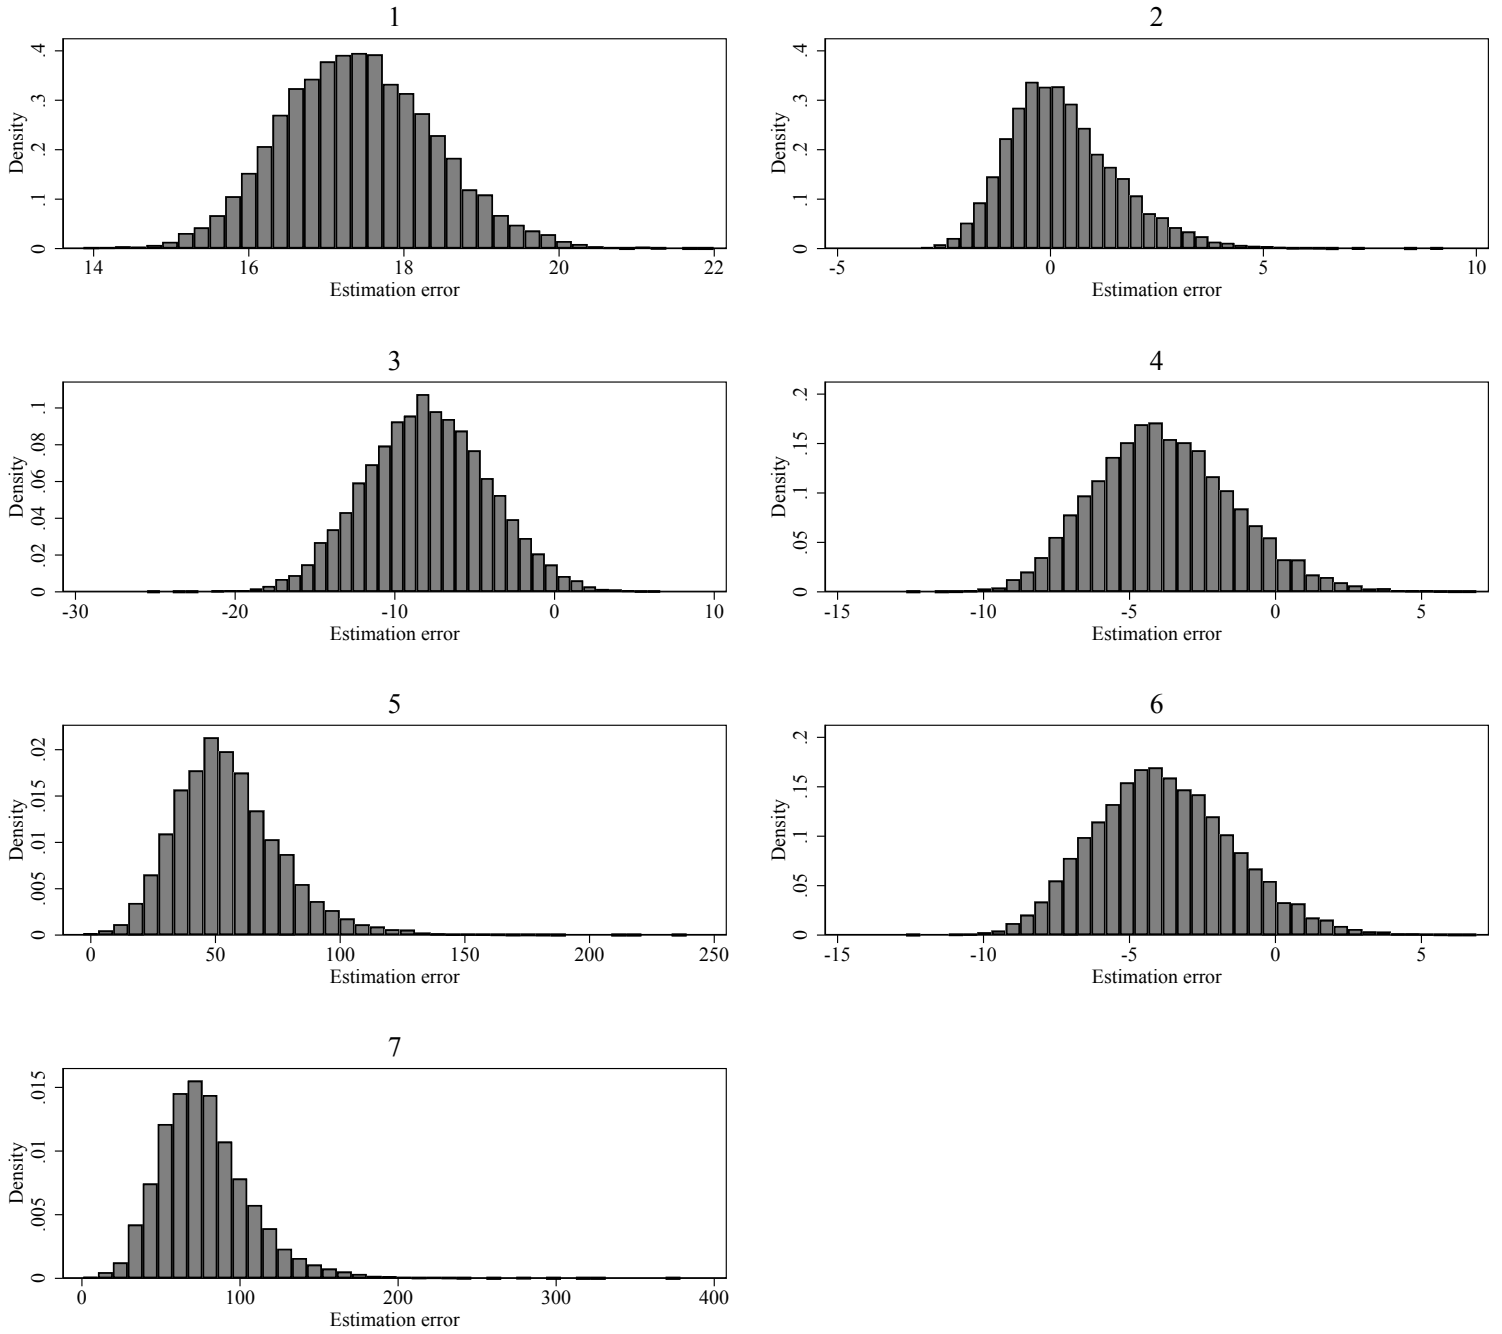 1
Density
0 .1 .2 .3 .4
14 16 18 20 22
Estimation error
2
Density
0 .1 .2 .3 .4
-5 0 5 10
Estimation error
3
Density
0 .02 .04 .06 .08 .1
-30 -20 -10 0 10
Estimation error
4
Density
0 .05 .1 .15 .2
-15 -10 -5 0 5
Estimation error
5
Density
0 .005 .01 .015 .02
0 50 100 150 200 250
Estimation error
6
Density
0 .05 .1 .15 .2
-15 -10 -5 0 5
Estimation error
7
Density
0 .005 .01 .015
0 100 200 300 400
Estimation error